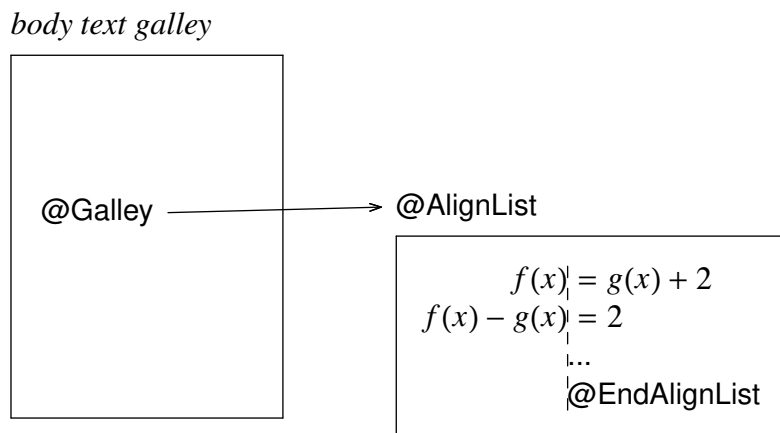 body text galley
@Galley
@AlignList
f(x) = g(x) + 2
f(x) − g(x) = 2
...
@EndAlignList